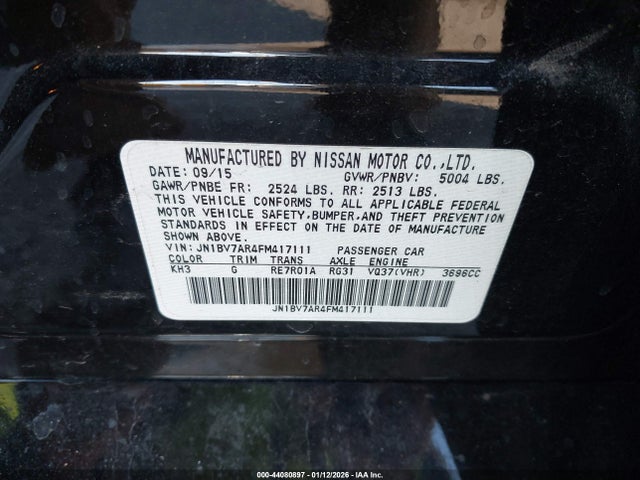 MANUFACTURED BY NISSAN MOTOR CO.,LTD.
DATE: 09/15 GVWR/PNBV: 5004 LBS.
GAWR/PNBE FR: 2524 LBS. RR: 2513 LBS.
THIS VEHICLE CONFORMS TO ALL APPLICABLE FEDERAL
MOTOR VEHICLE SAFETY,BUMPER,AND THEFT PREVENTION
STANDARDS IN EFFECT ON THE DATE OF MANUFACTURE
SHOWN ABOVE.
VIN: JN1BV7AR4FM417111 PASSENGER CAR
COLOR TRIM TRANS AXLE ENGINE
KH3 G RE7R01A RG31 VQ37(VHR) 3696CC
JN1BV7AR4FM417111
000-44080897 - 01/12/2026 - IAA Inc.